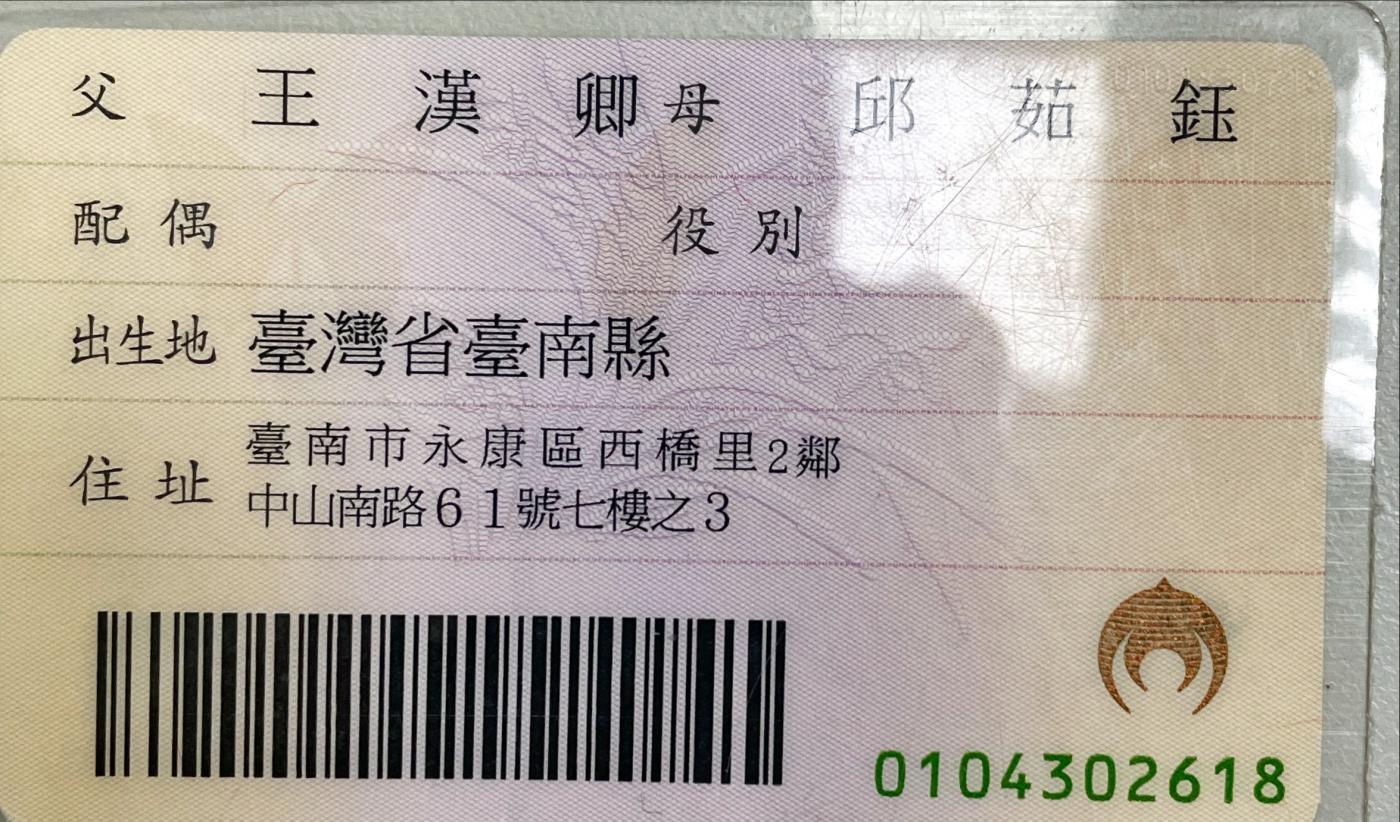 父 王漢卿 母 邱茹鈺
配偶 役別
出生地 臺灣省臺南縣
住址 臺南市永康區西橋里2鄰
中山南路61號七樓之3
0104302618